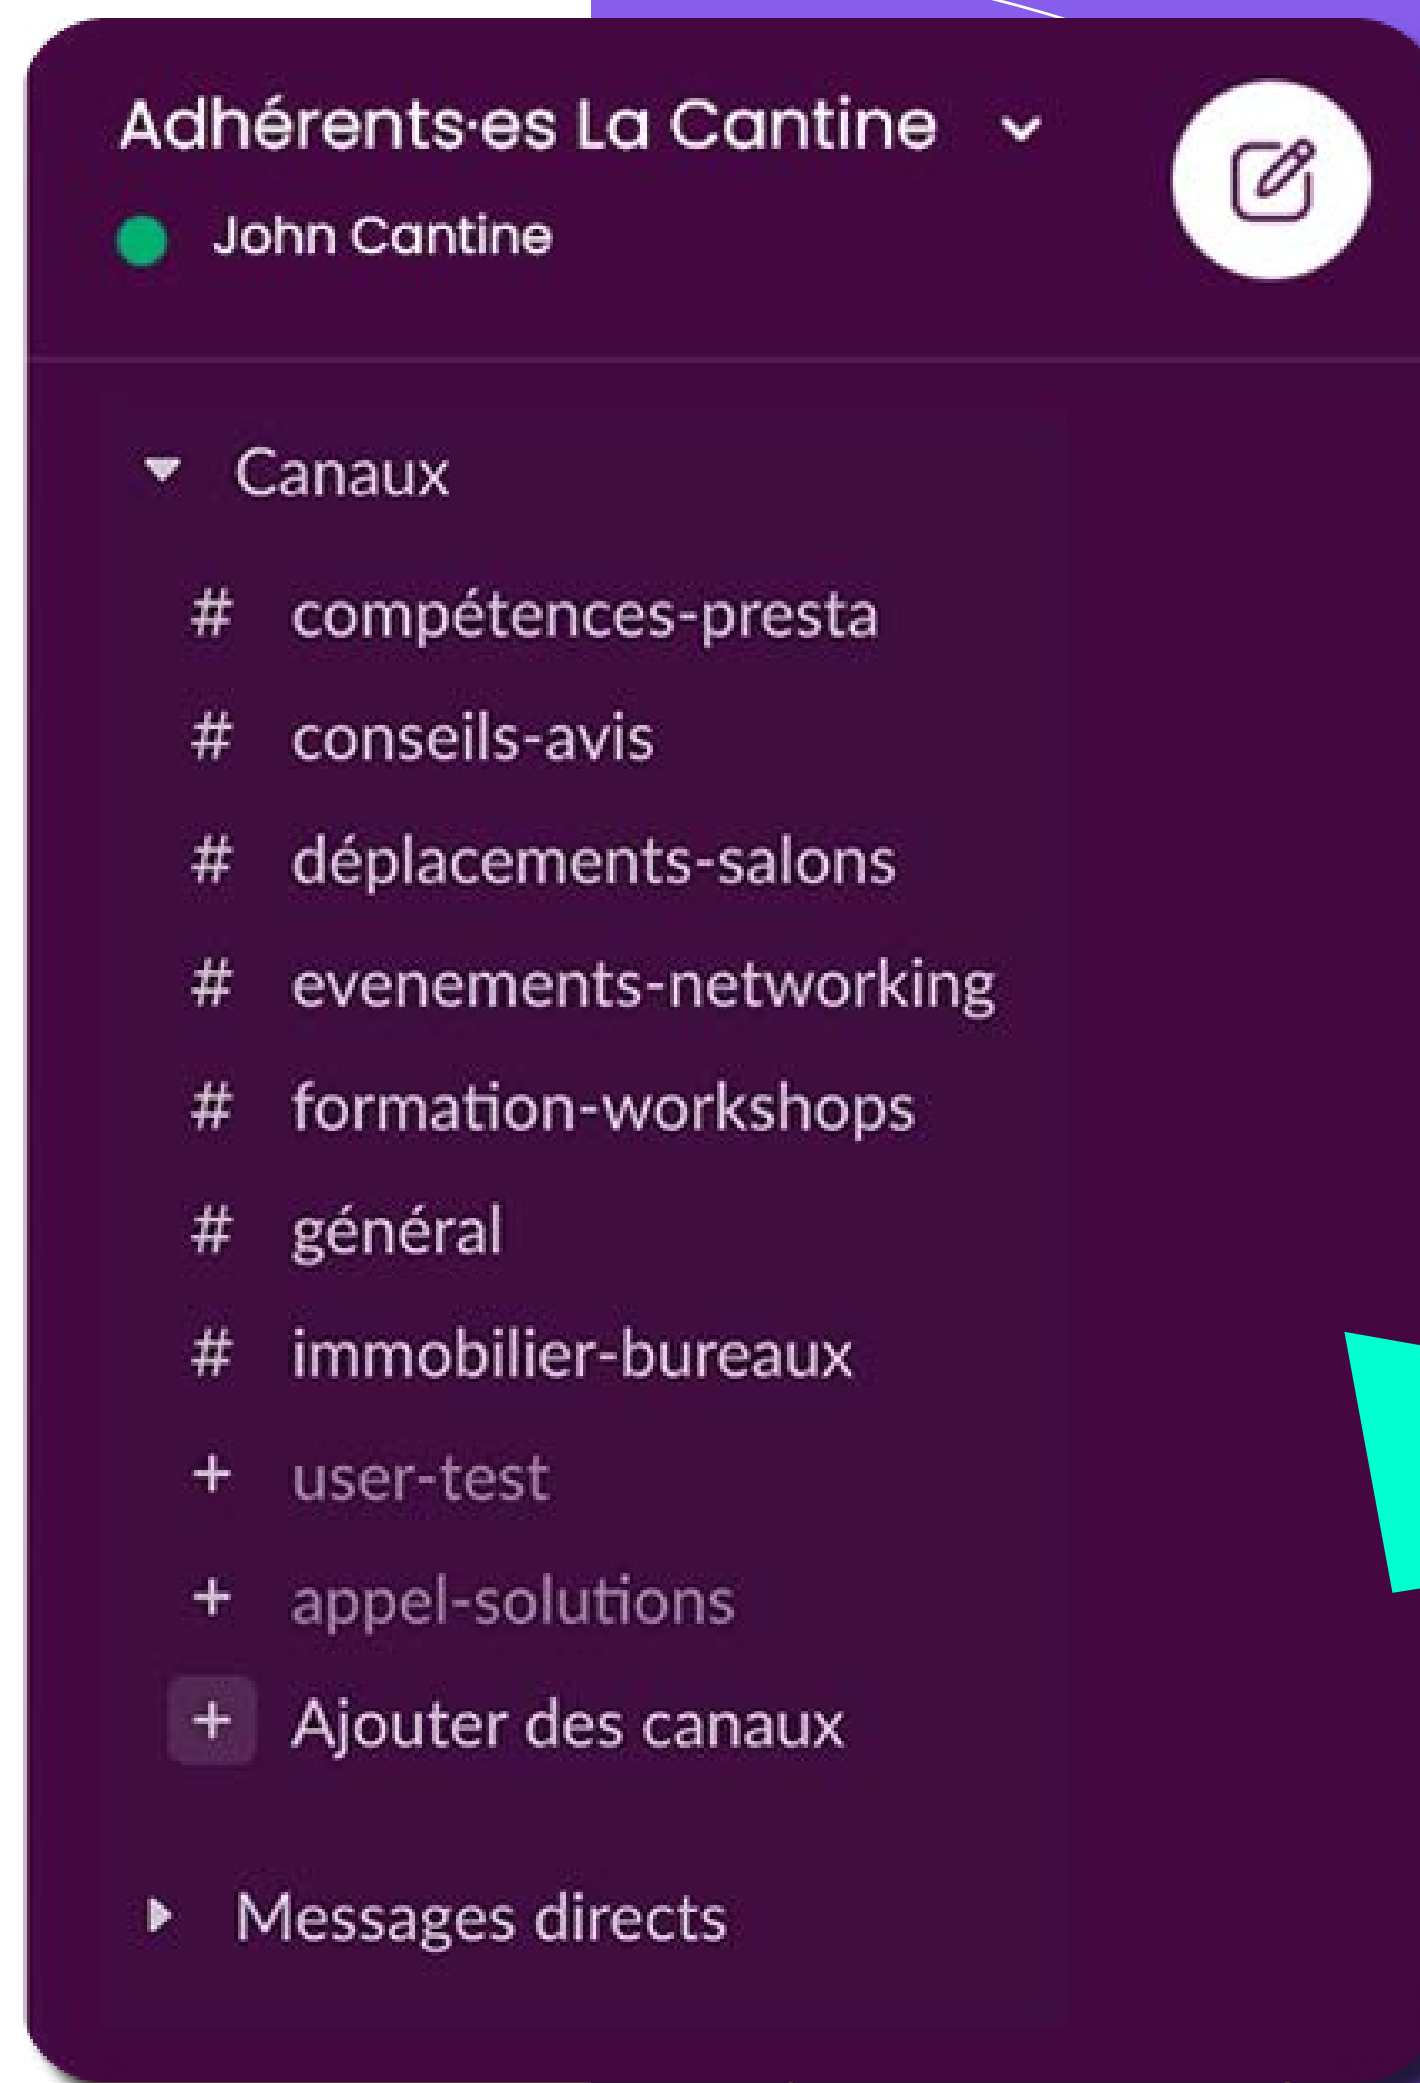 Adhérents·es La Cantine
John Cantine
Canaux
# compétences-presta
# conseils-avis
# déplacements-salons
# evenements-networking
# formation-workshops
# général
# immobilier-bureaux
+ user-test
+ appel-solutions
+ Ajouter des canaux
Messages directs